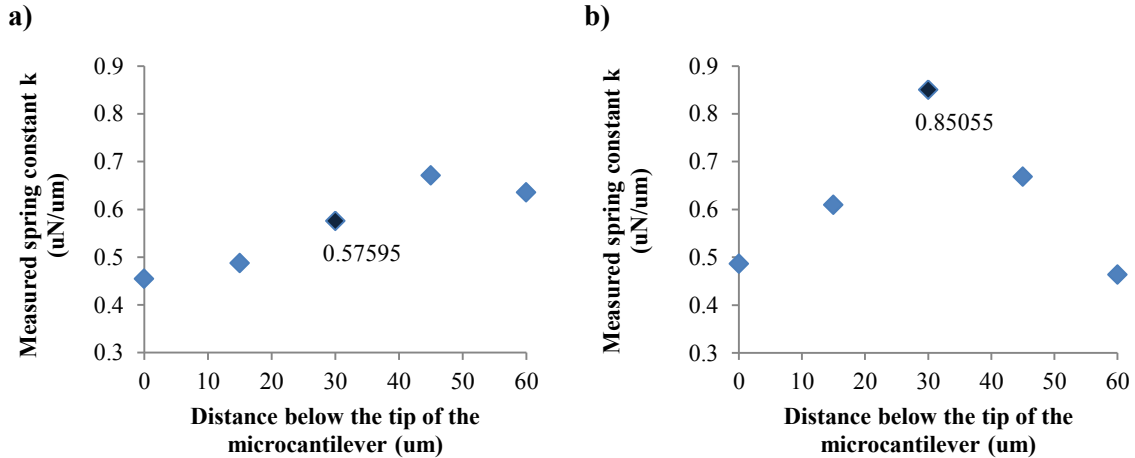 a)
Measured spring constant k
(uN/um)
0.9
0.8
0.7
0.6
0.5
0.4
0.3
0.57595
0 10 20 30 40 50 60
Distance below the tip of the
microcantilever (um)
b)
Measured spring constant k
(uN/um)
0.9
0.8
0.7
0.6
0.5
0.4
0.3
0.85055
0 10 20 30 40 50 60
Distance below the tip of the
microcantilever (um)